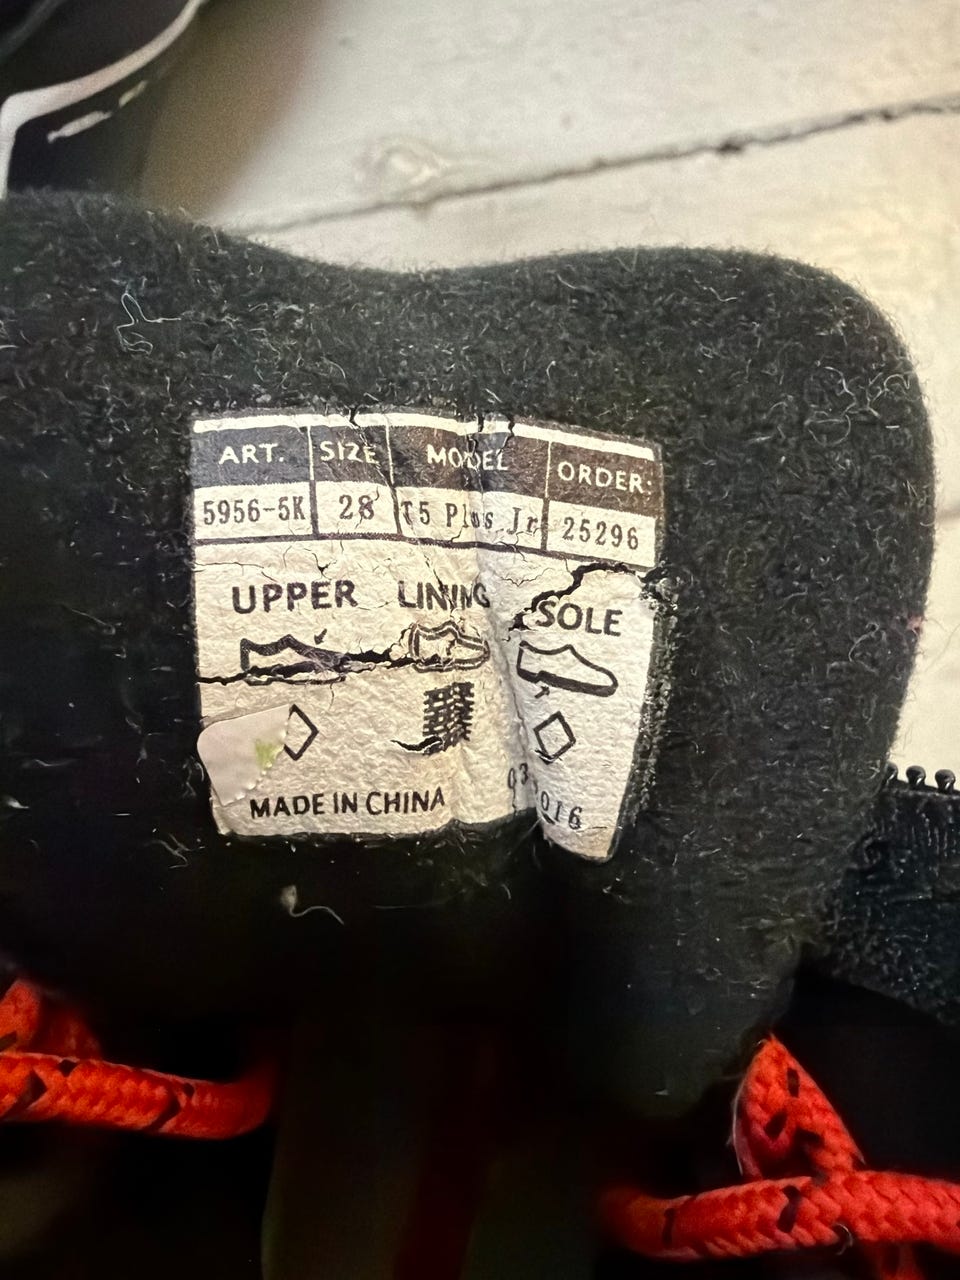 ART. SIZE MODEL ORDER:
5956-5K 28 T5 Plus Jr 25296
UPPER LINING SOLE
MADE IN CHINA